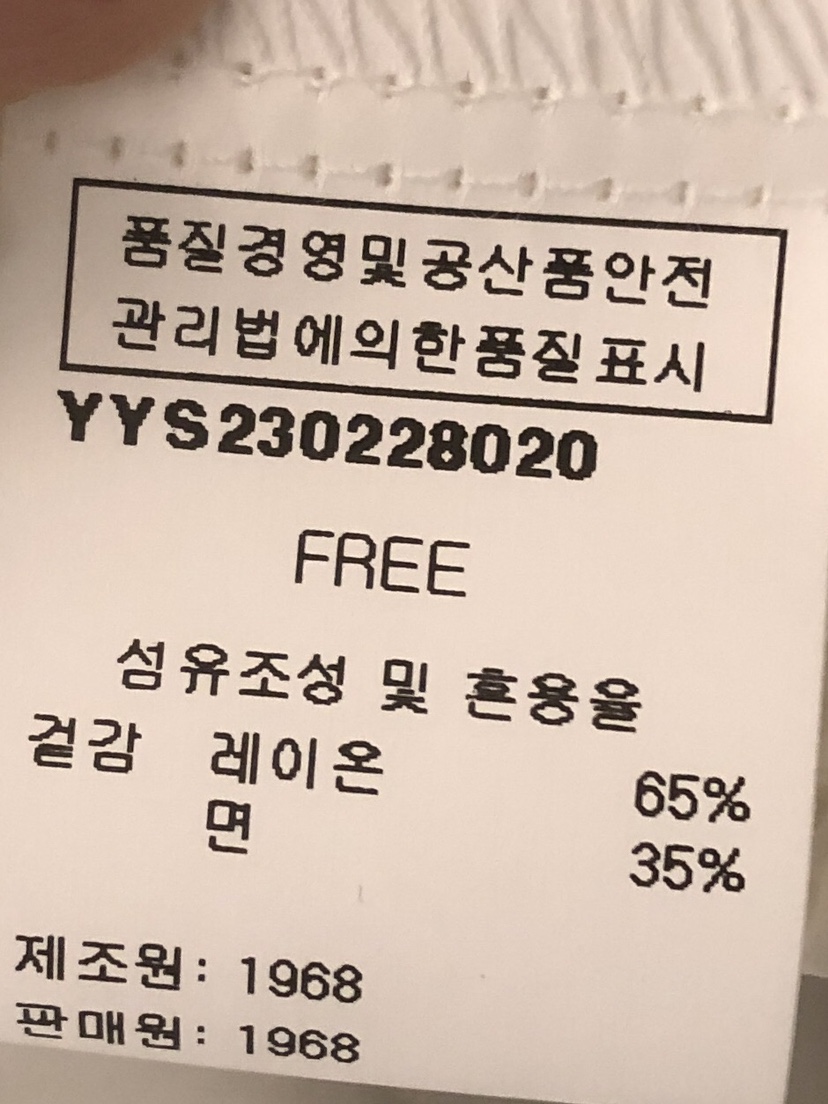 품질경영및공산품안전
관리법에의한품질표시
YYS230228020
FREE
섬유조성 및 혼용율
겉감 레이온 65%
면 35%
제조원: 1968
판매원: 1968